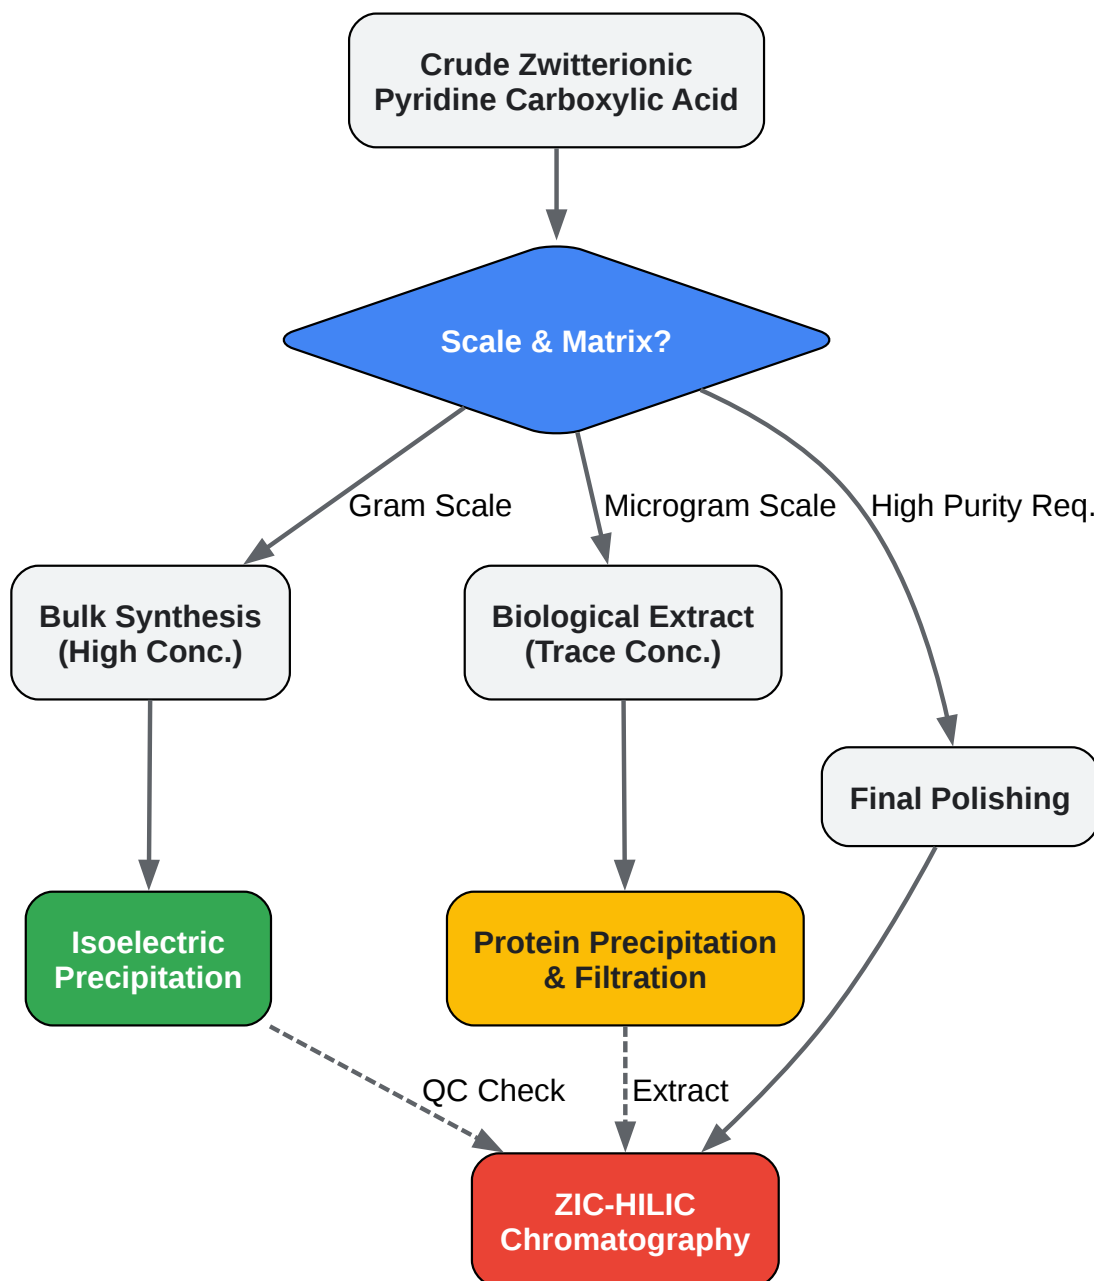 Crude Zwitterionic
Pyridine Carboxylic Acid
Scale & Matrix?
Gram Scale
Microgram Scale
High Purity Req.
Bulk Synthesis
(High Conc.)
Biological Extract
(Trace Conc.)
Final Polishing
Isoelectric
Precipitation
Protein Precipitation
& Filtration
QC Check
Extract
ZIC-HILIC
Chromatography